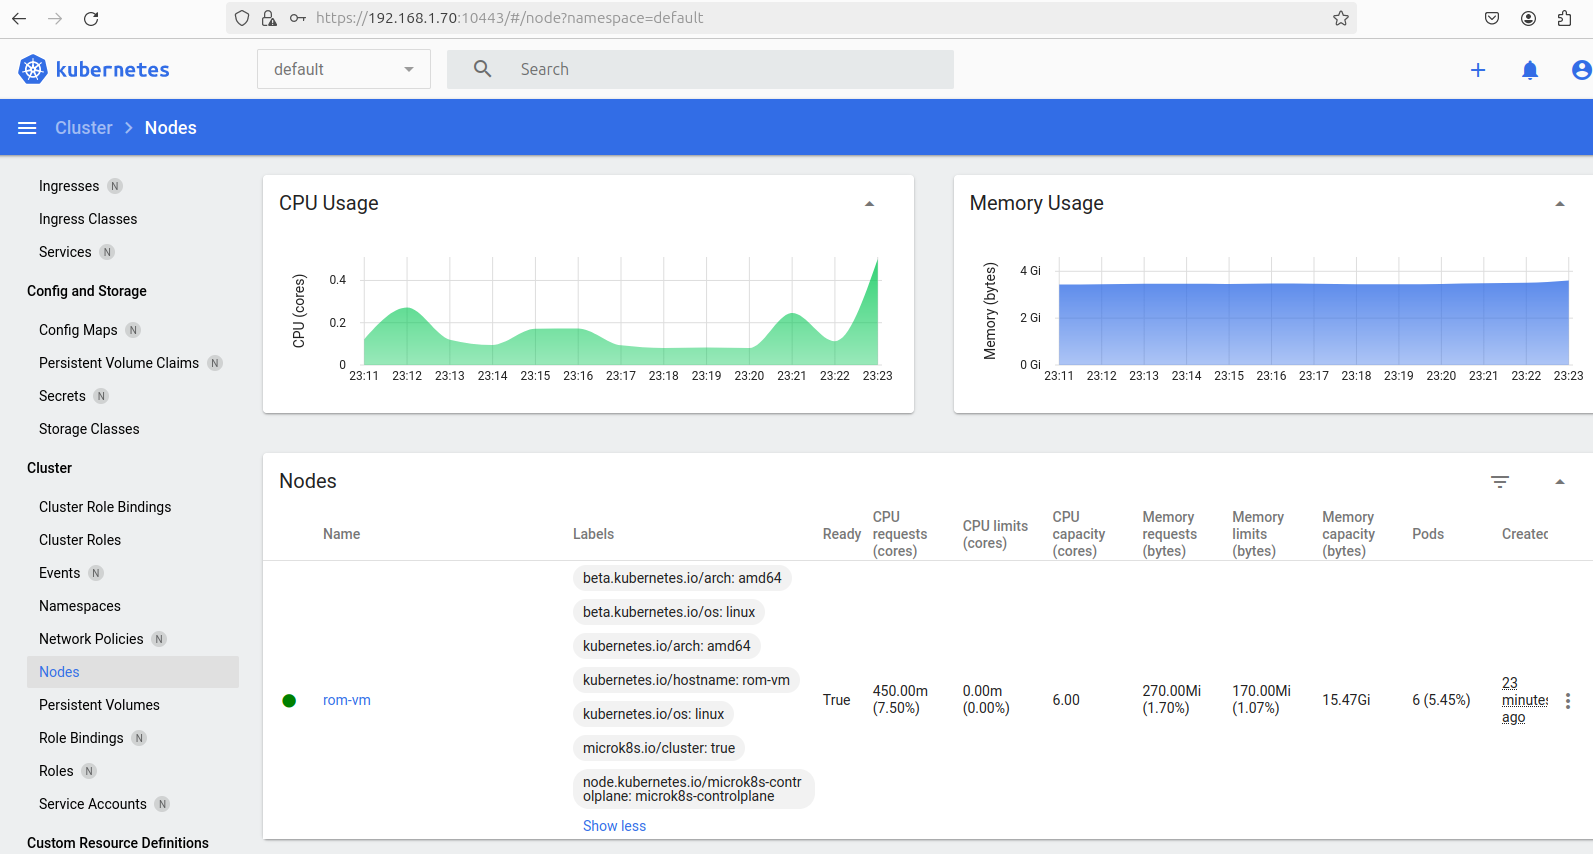 https://192.168.1.70:10443/#/node?namespace=default
kubernetes
default
Search
Cluster
Nodes
Ingresses N
Ingress Classes
Services N
Config and Storage
Config Maps N
Persistent Volume Claims N
Secrets N
Storage Classes
Cluster
Cluster Role Bindings
Cluster Roles
Events N
Namespaces
Network Policies N
Nodes
Persistent Volumes
Role Bindings N
Roles N
Service Accounts N
Custom Resource Definitions
CPU Usage
CPU (cores)
0.4
0.2
0
23:11 23:12 23:13 23:14 23:15 23:16 23:17 23:18 23:19 23:20 23:21 23:22 23:23
Memory Usage
Memory (bytes)
4 Gi
2 Gi
0 Gi
23:11 23:12 23:13 23:14 23:15 23:16 23:17 23:18 23:19 23:20 23:21 23:22 23:23
Nodes
Name
Labels
Ready
CPU
requests
(cores)
CPU limits
(cores)
CPU
capacity
(cores)
Memory
requests
(bytes)
Memory
limits
(bytes)
Memory
capacity
(bytes)
Pods
Created
rom-vm
beta.kubernetes.io/arch: amd64
beta.kubernetes.io/os: linux
kubernetes.io/arch: amd64
kubernetes.io/hostname: rom-vm
kubernetes.io/os: linux
microk8s.io/cluster: true
node.kubernetes.io/microk8s-contr
olplane: microk8s-controlplane
Show less
True
450.00m
(7.50%)
0.00m
(0.00%)
6.00
270.00Mi
(1.70%)
170.00Mi
(1.07%)
15.47Gi
6 (5.45%)
23
minutes
ago